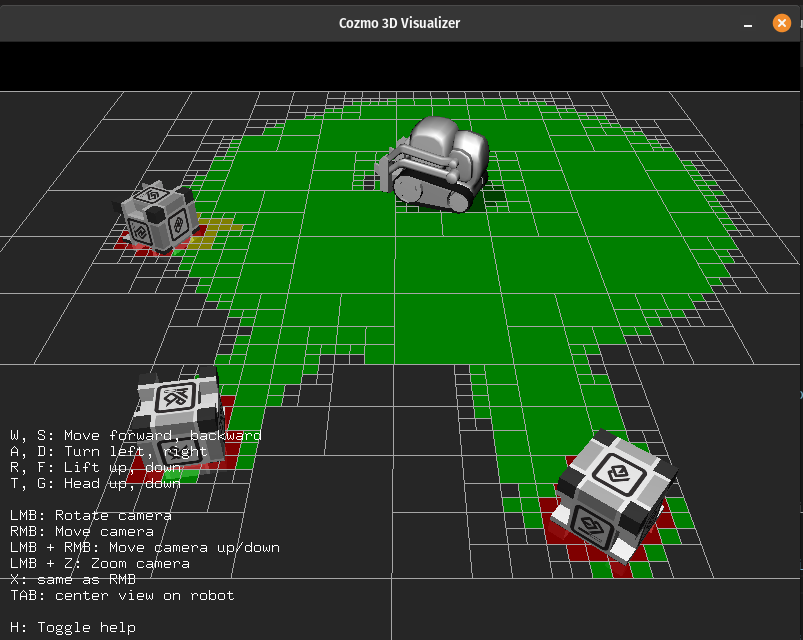 Cozmo 3D Visualizer
W, S: Move forward, backward
A, D: Turn left, right
R, F: Lift up, down
T, G: Head up, down
LMB: Rotate camera
RMB: Move camera
LMB + RMB: Move camera up/down
LMB + Z: Zoom camera
X: same as RMB
TAB: center view on robot
H: Toggle help